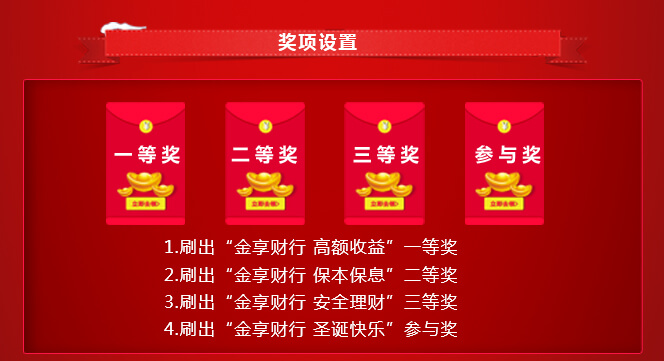 奖项设置
一等奖 二等奖 三等奖 参与奖
1.刷出“金享财行 高额收益”一等奖
2.刷出“金享财行 保本保息”二等奖
3.刷出“金享财行 安全理财”三等奖
4.刷出“金享财行 圣诞快乐”参与奖